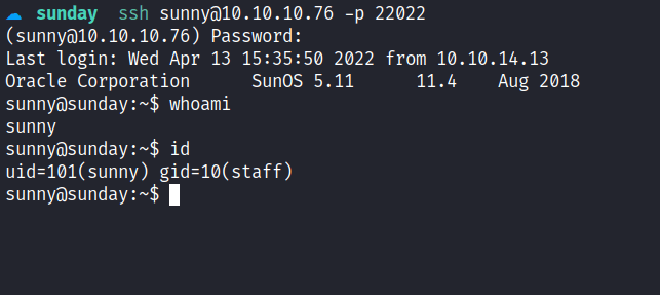 sunday ssh sunny@10.10.10.76 -p 22022
(sunny@10.10.10.76) Password:
Last login: Wed Apr 13 15:35:50 2022 from 10.10.14.13
Oracle Corporation      SunOS 5.11      11.4    Aug 2018
sunny@sunday:~$ whoami
sunny
sunny@sunday:~$ id
uid=101(sunny) gid=10(staff)
sunny@sunday:~$